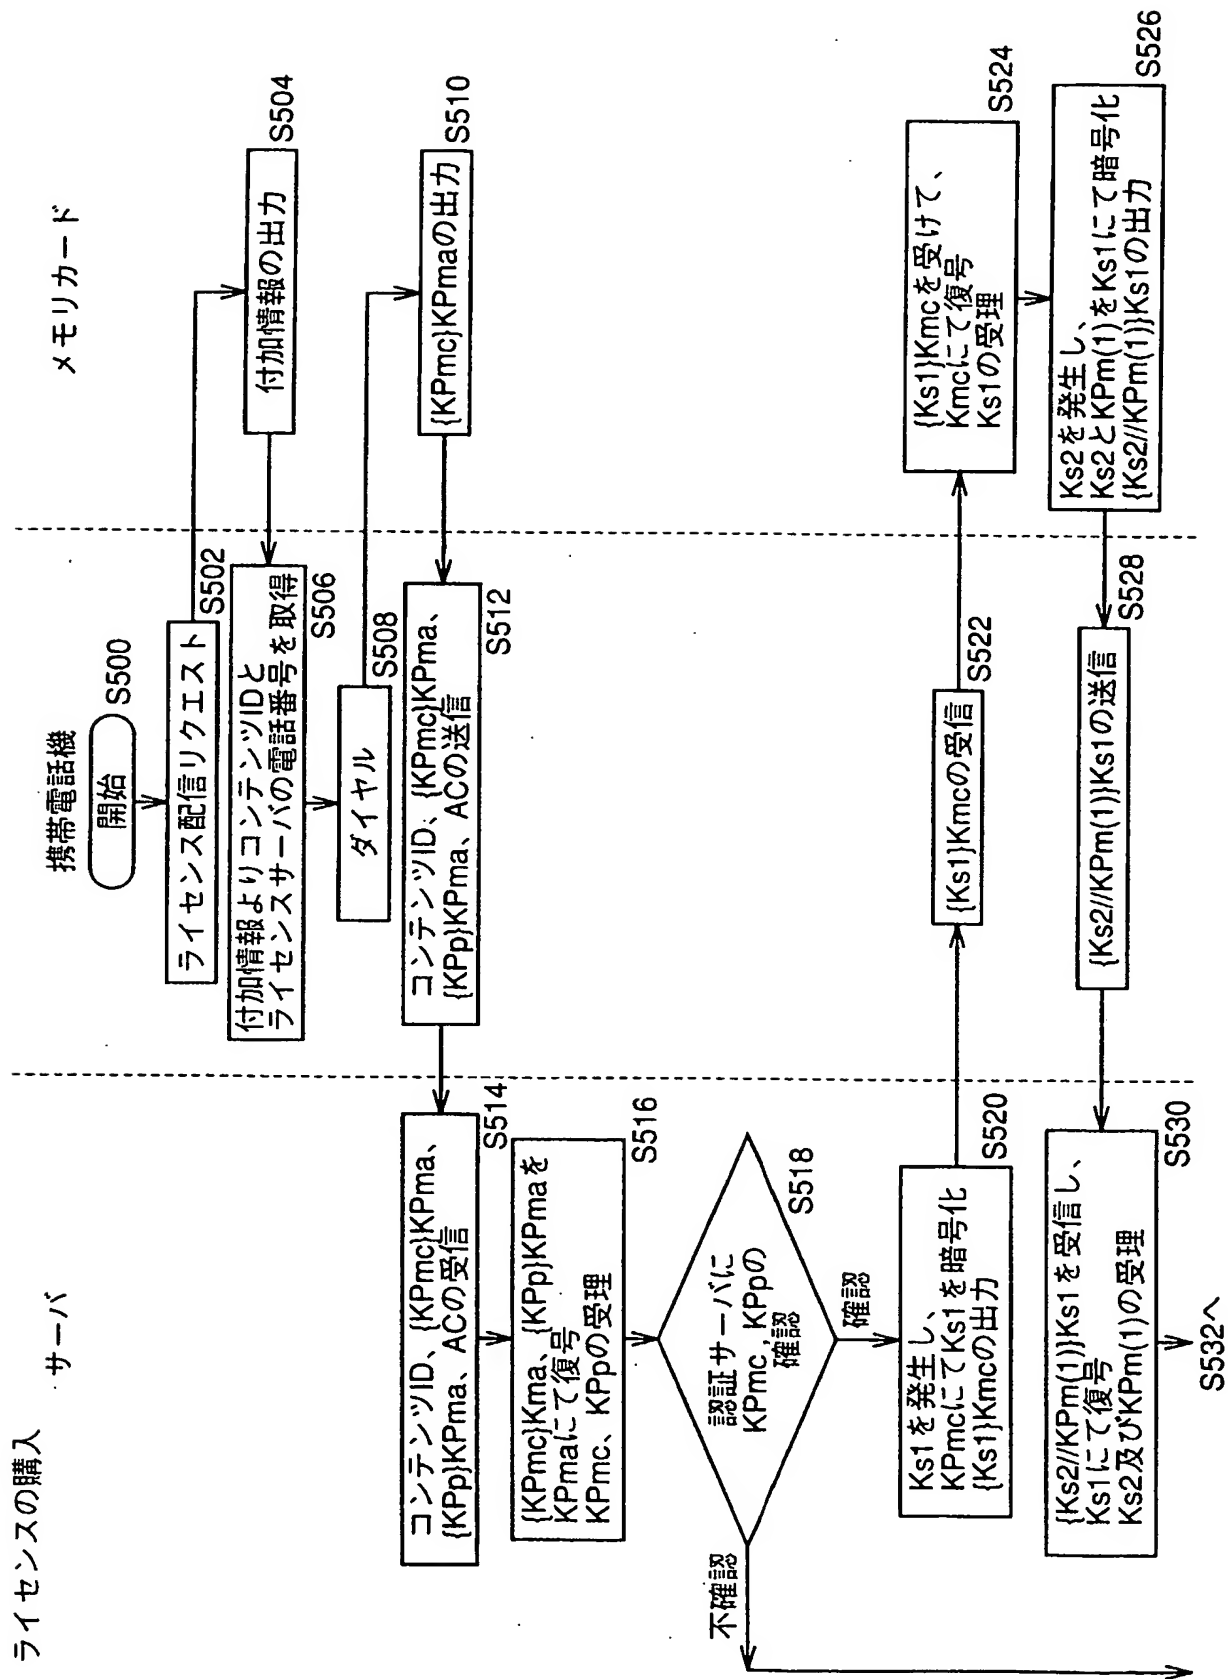 ライセンスの購入
サーバ
携帯電話機
メモリカード
開始
S500
ライセンス配信リクエスト
S502
付加情報の出力
S504
付加情報よりコンテンツIDと
ライセンスサーバの電話番号を取得
S506
ダイヤル
S508
{KPmc}KPmaの出力
S510
コンテンツID、{KPmc}KPma、
{KPp}KPma、ACの送信
S512
コンテンツID、{KPmc}KPma、
{KPp}KPma、ACの受信
S514
{KPmc}Kma、{KPp}KPmaを
KPmaにて復号
KPmc、KPpの受理
S516
認証サーバに
KPmc,KPpの
確認
S518
不確認
確認
Ks1を発生し、
KPmcにてKs1を暗号化
{Ks1}Kmcの出力
S520
{Ks1}Kmcの受信
S522
{Ks1}Kmcを受けて、
Kmcにて復号
Ks1の受理
S524
Ks2を発生し、
Ks2とKPm(1)をKs1にて暗号化
{Ks2//KPm(1)}Ks1の出力
S526
{Ks2//KPm(1)}Ks1の送信
S528
{Ks2//KPm(1)}Ks1を受信し、
Ks1にて復号
Ks2及びKPm(1)の受理
S530
S532へ